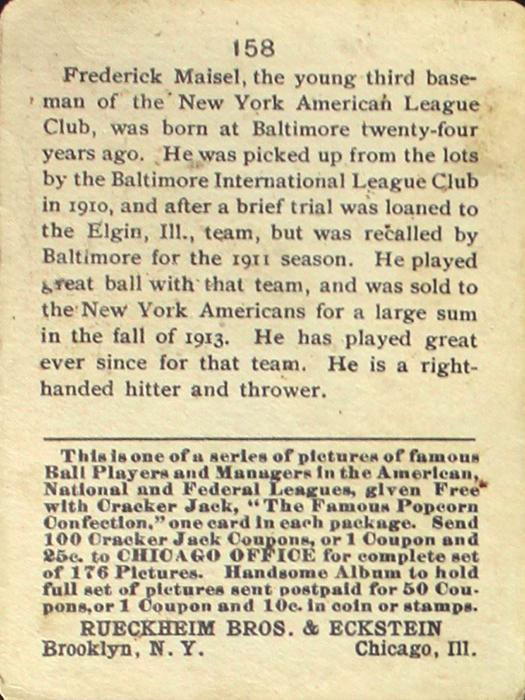 158
Frederick Maisel, the young third base-
man of the New York American League
Club, was born at Baltimore twenty-four
years ago. He was picked up from the lots
by the Baltimore International League Club
in 1910, and after a brief trial was loaned to
the Elgin, Ill., team, but was recalled by
Baltimore for the 1911 season. He played
great ball with that team, and was sold to
the New York Americans for a large sum
in the fall of 1913. He has played great
ever since for that team. He is a right-
handed hitter and thrower.
This is one of a series of pictures of famous
Ball Players and Managers in the American,
National and Federal Leagues, given Free
with Cracker Jack, "The Famous Popcorn
Confection," one card in each package. Send
100 Cracker Jack Coupons, or 1 Coupon and
25c. to CHICAGO OFFICE for complete set
of 176 Pictures. Handsome Album to hold
full set of pictures sent postpaid for 50 Cou-
pons, or 1 Coupon and 10c. in coin or stamps.
RUECKHEIM BROS. & ECKSTEIN
Brooklyn, N. Y. Chicago, Ill.